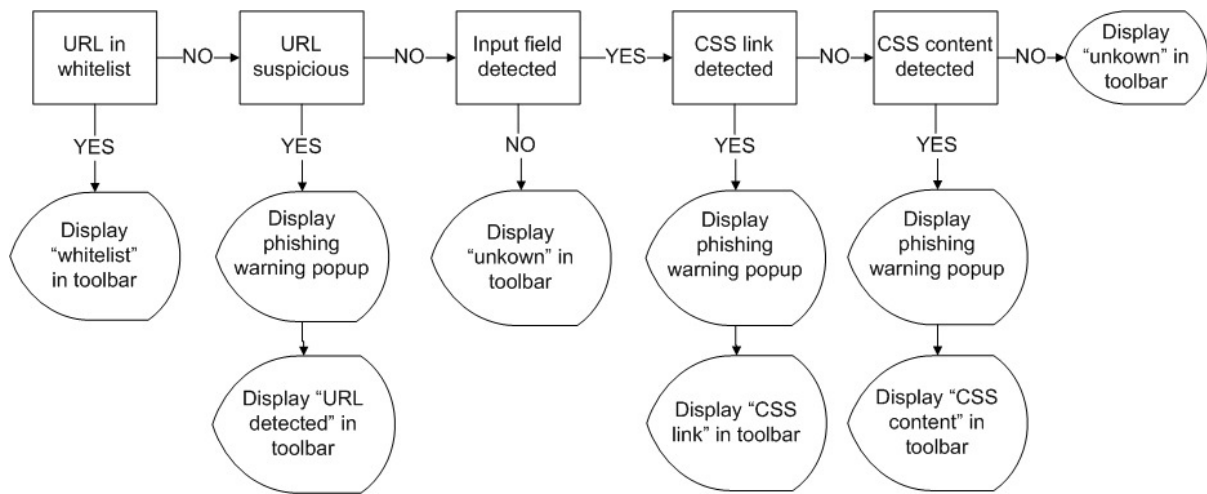 URL in
whitelist
NO
URL
suspicious
NO
Input field
detected
YES
CSS link
detected
NO
CSS content
detected
NO
Display
“unkown” in
toolbar
YES
YES
NO
YES
YES
Display
“whitelist”
in toolbar
Display
phishing
warning popup
Display
“unkown” in
toolbar
Display
phishing
warning popup
Display
phishing
warning popup
Display “URL
detected” in
toolbar
Display “CSS
link” in toolbar
Display “CSS
content” in
toolbar